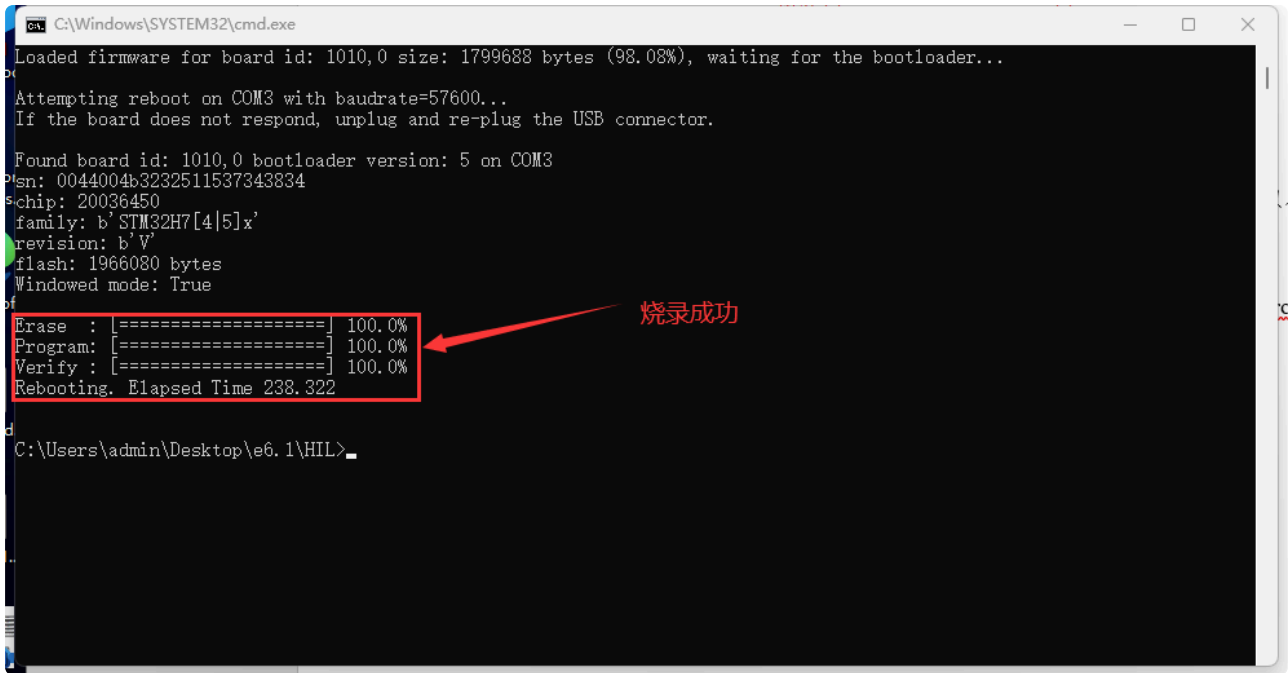 C:\Windows\SYSTEM32\cmd.exe
Loaded firmware for board id: 1010,0 size: 1799688 bytes (98.08%), waiting for the bootloader...
Attempting reboot on COM3 with baudrate=57600...
If the board does not respond, unplug and re-plug the USB connector.
Found board id: 1010,0 bootloader version: 5 on COM3
sn: 0044004b3232511537343834
chip: 20036450
family: b'STM32H7[4|5]x'
revision: b'V'
flash: 1966080 bytes
Windowed mode: True
烧录成功
Erase  : [====================] 100.0%
Program: [====================] 100.0%
Verify : [====================] 100.0%
Rebooting. Elapsed Time 238.322
C:\Users\admin\Desktop\e6.1\HIL>